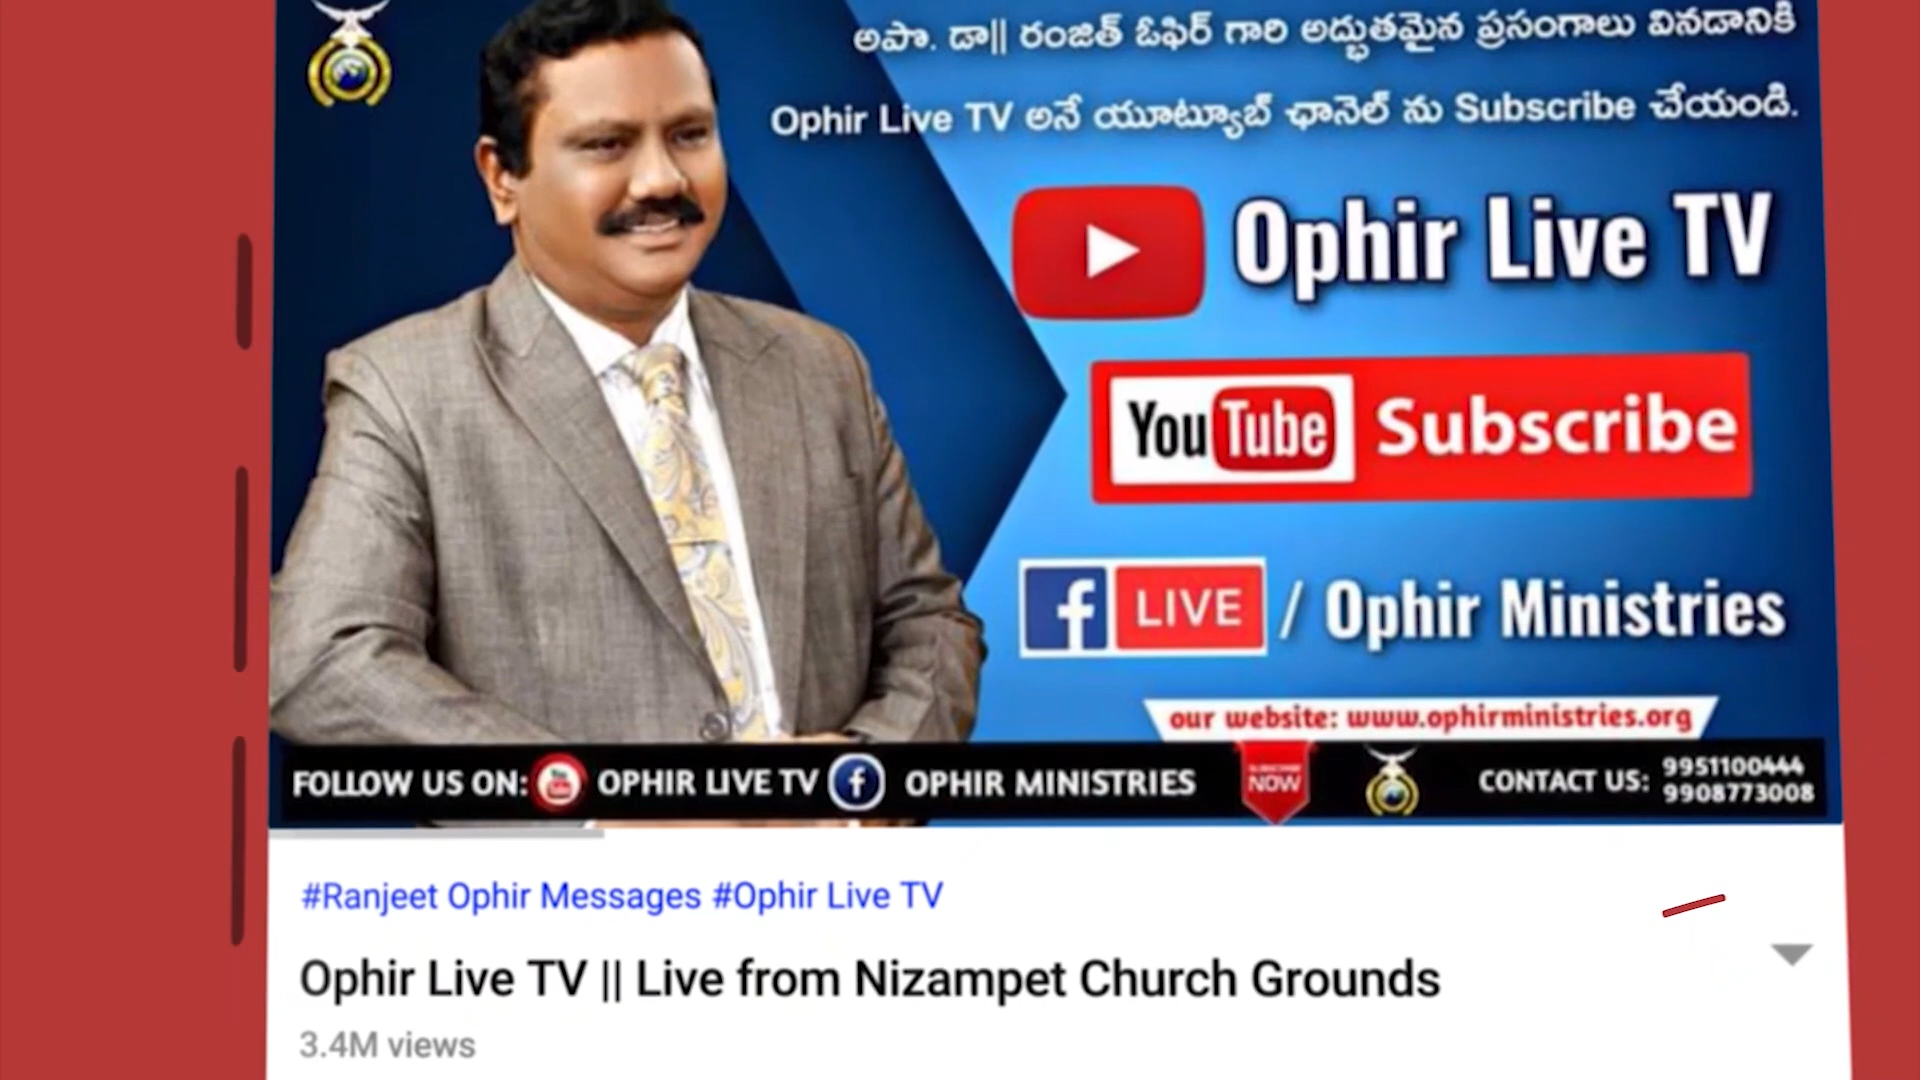 అపొ. డా|| రంజిత్ ఓఫిర్ గారి అద్భుతమైన ప్రసంగాలు వినడానికి
Ophir Live TV అనే యూట్యూబ్ ఛానెల్ ను Subscribe చేయండి.
Ophir Live TV
YouTube Subscribe
f LIVE / Ophir Ministries
our website: www.ophirministries.org
FOLLOW US ON: OPHIR LIVE TV f OPHIR MINISTRIES NOW CONTACT US: 9951100444
9908773008
#Ranjeet Ophir Messages #Ophir Live TV
Ophir Live TV || Live from Nizampet Church Grounds
3.4M views